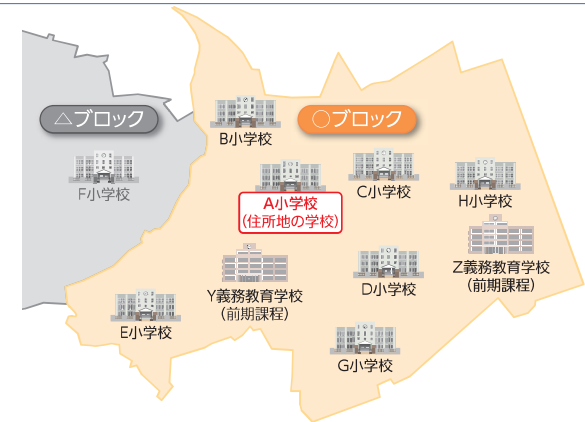 △ブロック
○ブロック
B小学校
F小学校
C小学校
H小学校
A小学校
(住所地の学校)
Y義務教育学校
(前期課程)
D小学校
Z義務教育学校
(前期課程)
E小学校
G小学校